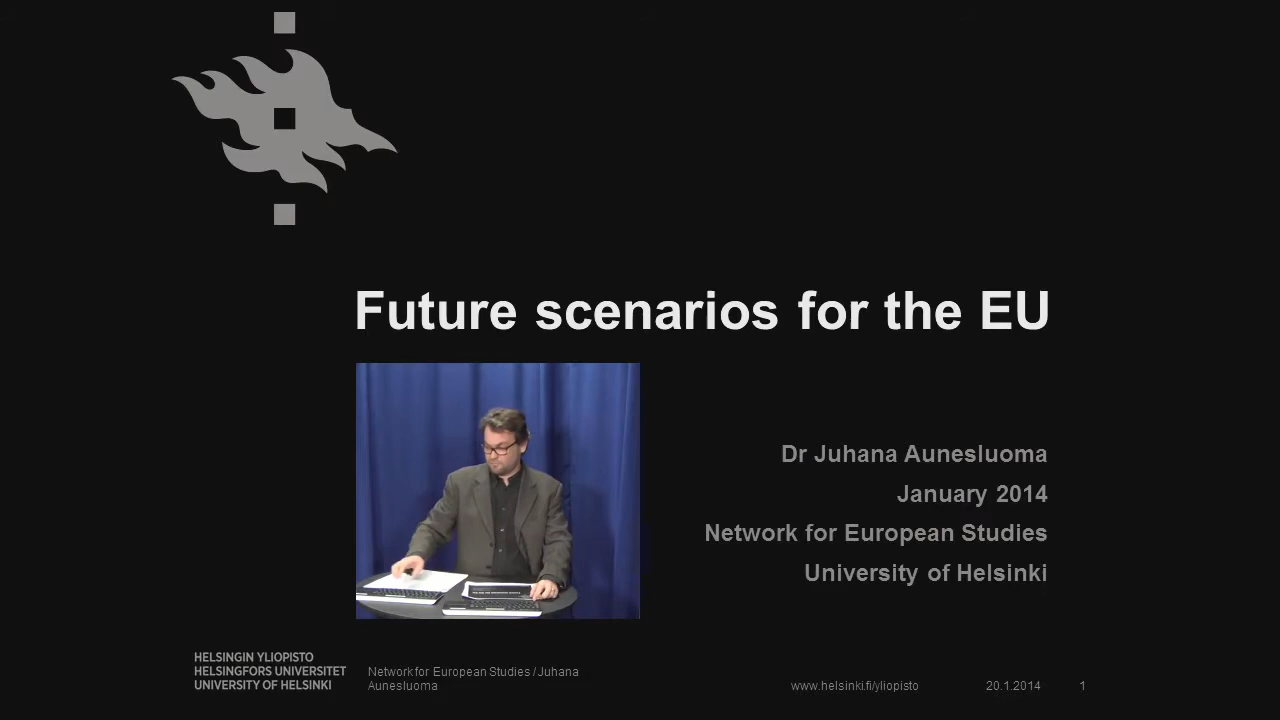 Future scenarios for the EU
Dr Juhana Aunesluoma
January 2014
Network for European Studies
University of Helsinki
HELSINGIN YLIOPISTO
HELSINGFORS UNIVERSITET
UNIVERSITY OF HELSINKI
Network for European Studies / Juhana
Aunesluoma
www.helsinki.fi/yliopisto
20.1.2014
1